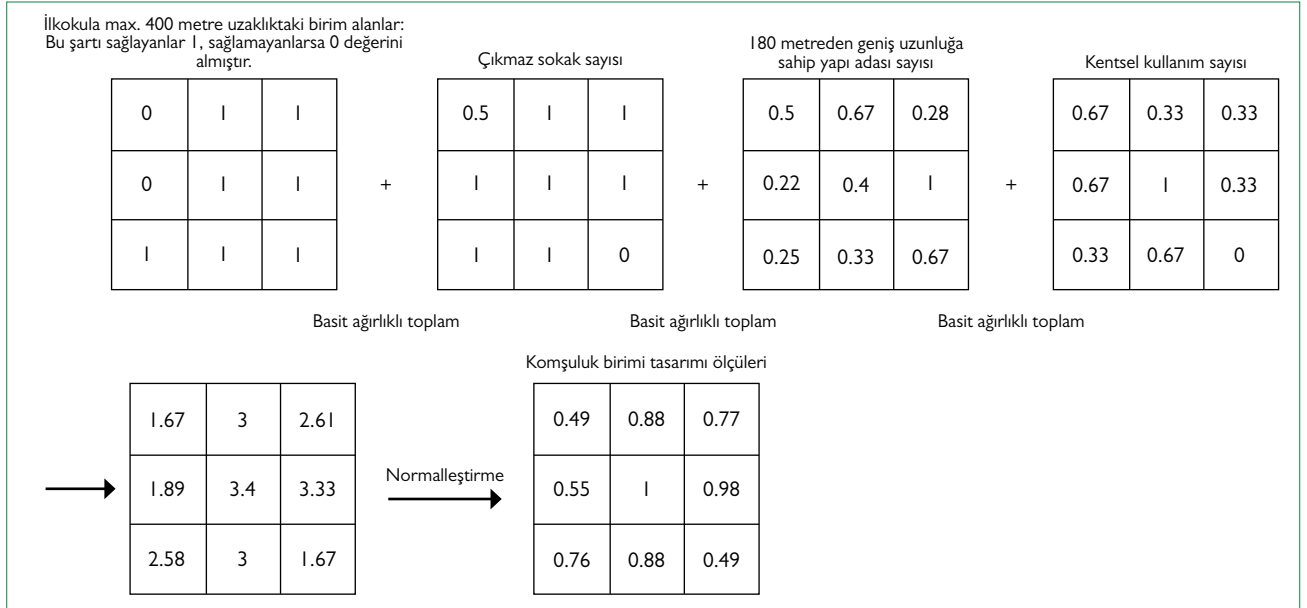 İlkokula max. 400 metre uzaklıktaki birim alanlar:
Bu şartı sağlayanlar 1, sağlamayanlarsa 0 değerini
almıştır.
Çıkmaz sokak sayısı
180 metreden geniş uzunluğa
sahip yapı adası sayısı
Kentsel kullanım sayısı
0 1 1 0.5 1 1 0.5 0.67 0.28 0.67 0.33 0.33
0 1 1 + 1 1 1 + 0.22 0.4 1 + 0.67 1 0.33
1 1 1 1 1 0 0.25 0.33 0.67 0.33 0.67 0
Basit ağırlıklı toplam Basit ağırlıklı toplam Basit ağırlıklı toplam
Komşuluk birimi tasarımı ölçüleri
1.67 3 2.61 0.49 0.88 0.77
1.89 3.4 3.33 Normalleştirme 0.55 1 0.98
2.58 3 1.67 0.76 0.88 0.49